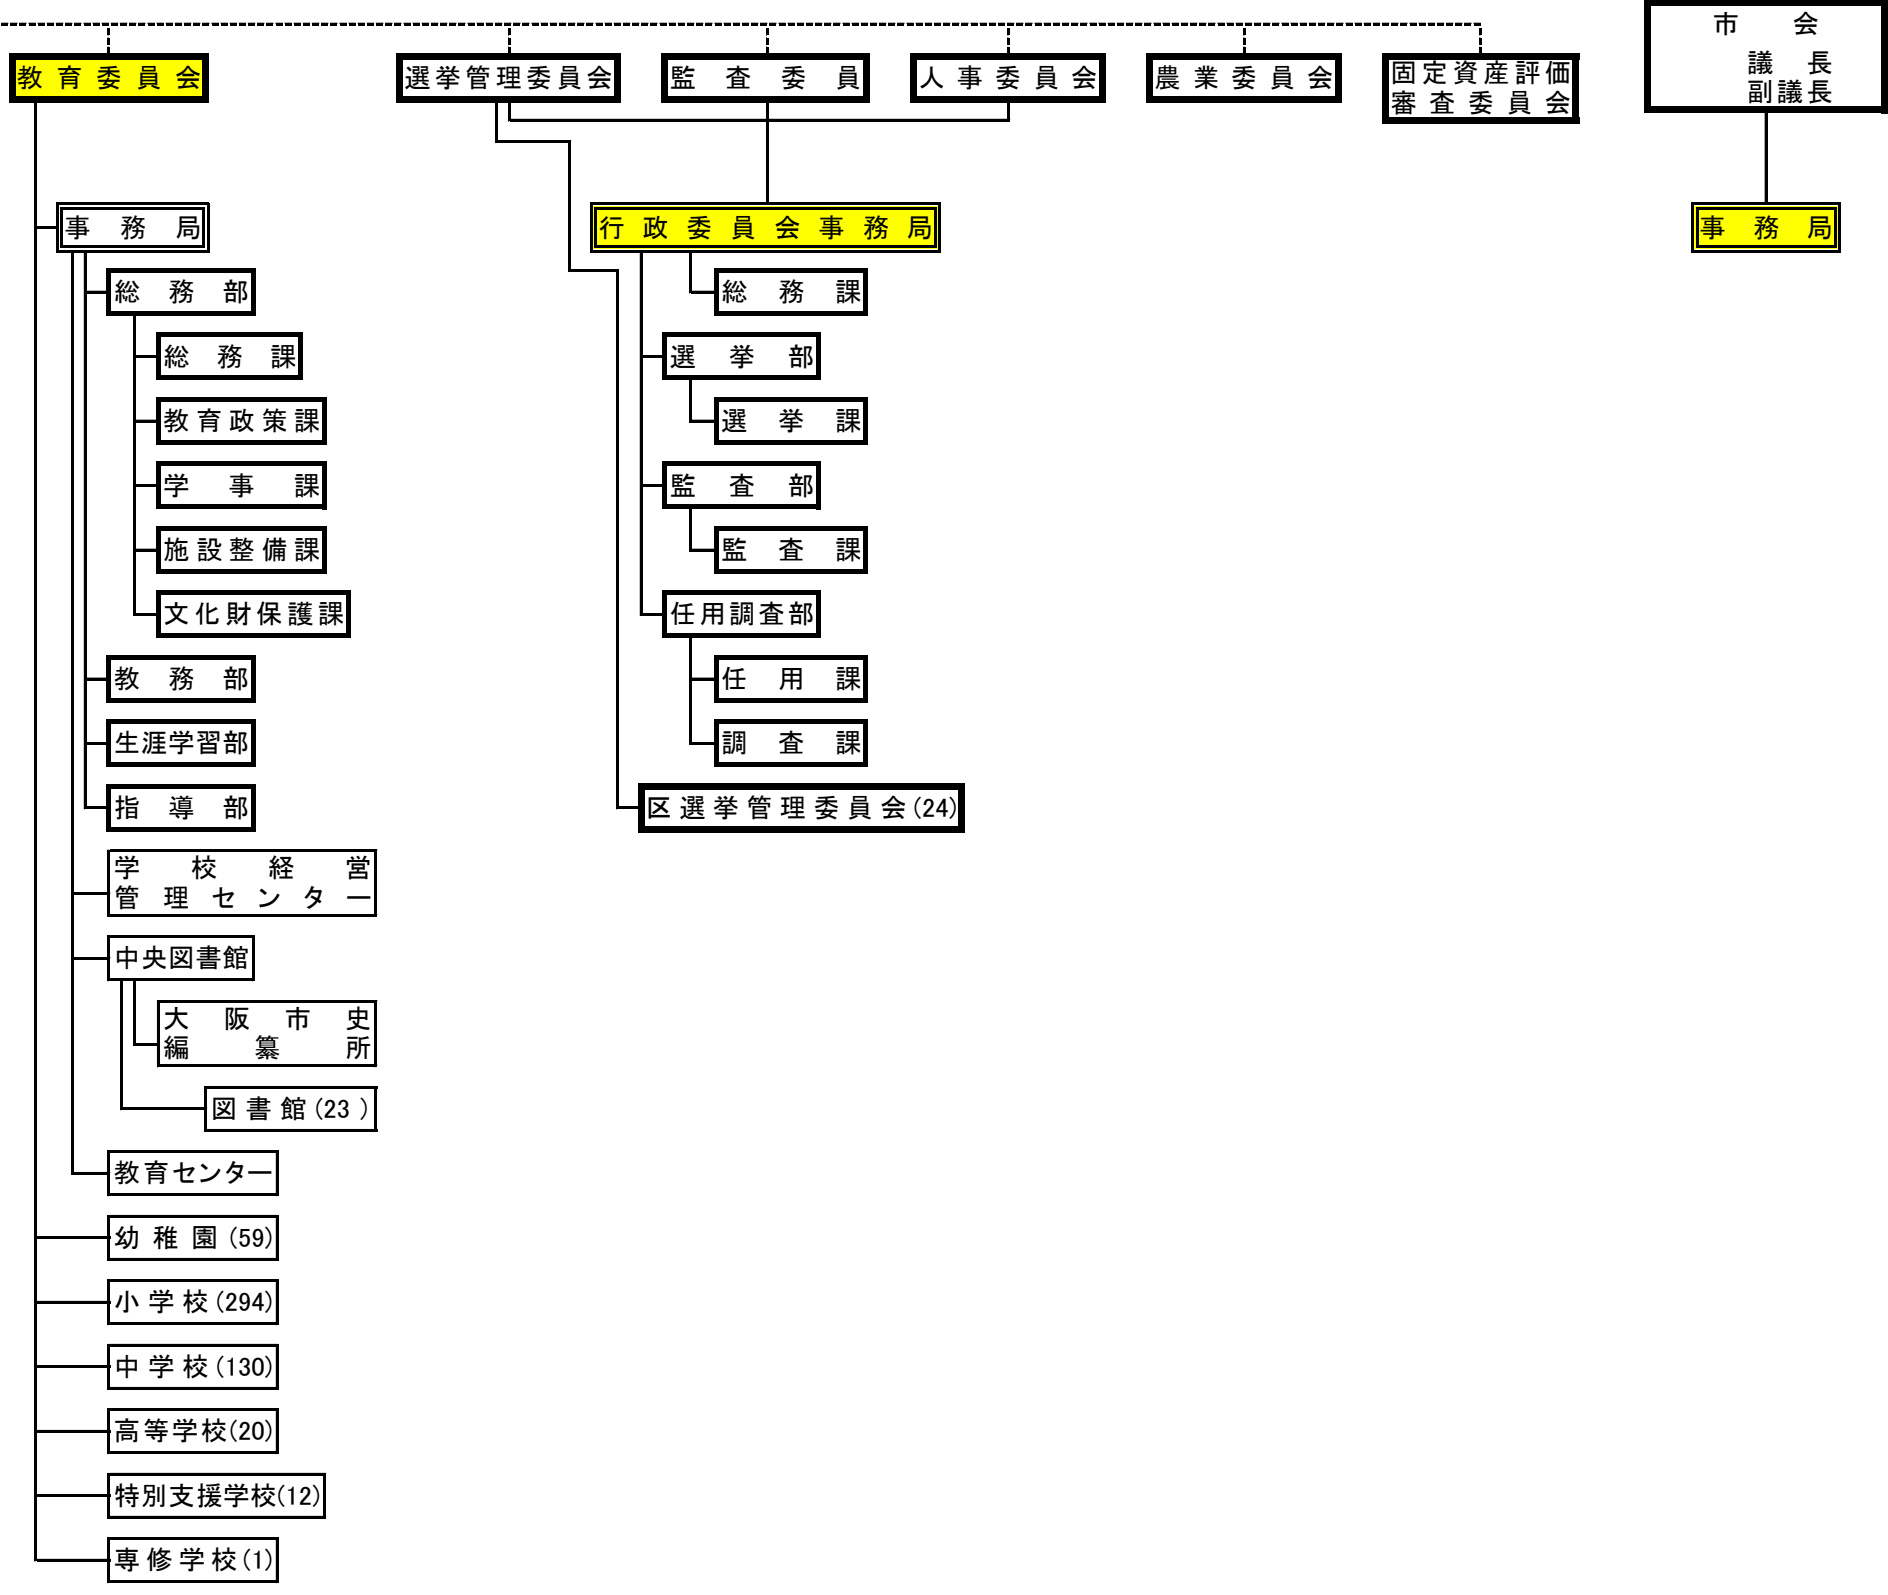 教育委員会
選挙管理委員会
監査委員
人事委員会
農業委員会
固定資産評価
審査委員会
市会
議長
副議長
事務局
行政委員会事務局
事務局
総務部
総務課
教育政策課
学事課
施設整備課
文化財保護課
教務部
生涯学習部
指導部
学校経営
管理センター
中央図書館
大阪市史
編纂所
図書館(23 )
教育センター
幼稚園(59)
小学校(294)
中学校(130)
高等学校(20)
特別支援学校(12)
専修学校(1)
総務課
選挙部
選挙課
監査部
監査課
任用調査部
任用課
調査課
区選挙管理委員会(24)